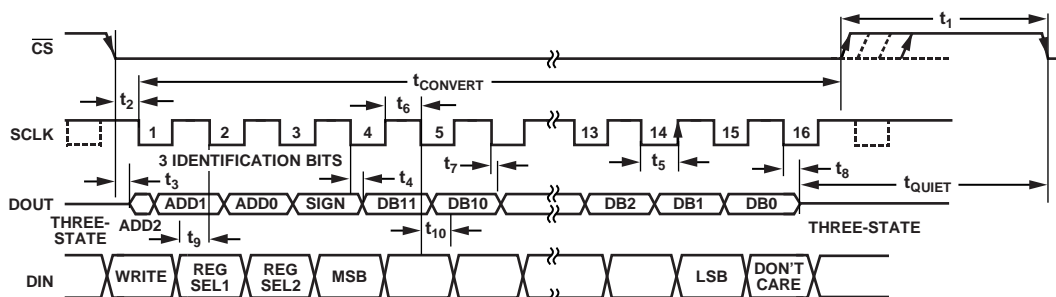 t1
CS
tCONVERT
t2
t6
SCLK
1 2 3 4 5 13 14 15 16
3 IDENTIFICATION BITS
t7
t5
t8
t3
t4
tQUIET
DOUT
ADD1 ADD0 SIGN DB11 DB10 DB2 DB1 DB0
THREE-
STATE
ADD2
THREE-STATE
t9
t10
DIN
WRITE
REG
SEL1
REG
SEL2
MSB
LSB
DON'T
CARE